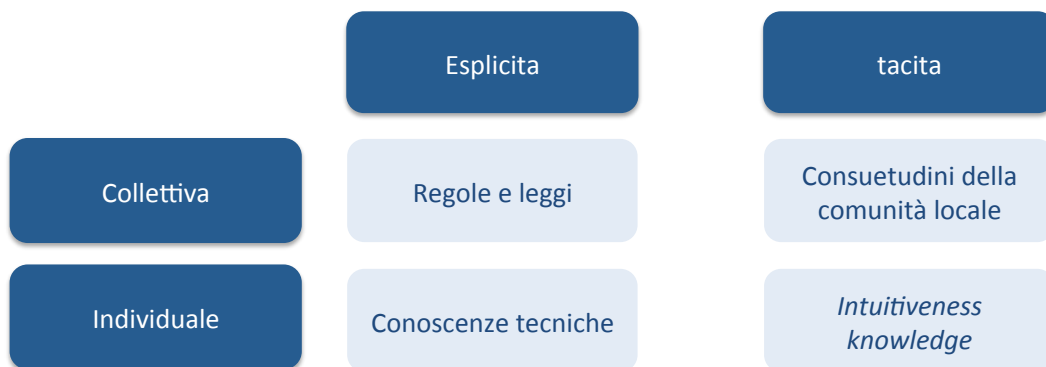 Esplicita
tacita
Collettiva
Regole e leggi
Consuetudini della
comunità locale
Individuale
Conoscenze tecniche
Intuitiveness
knowledge